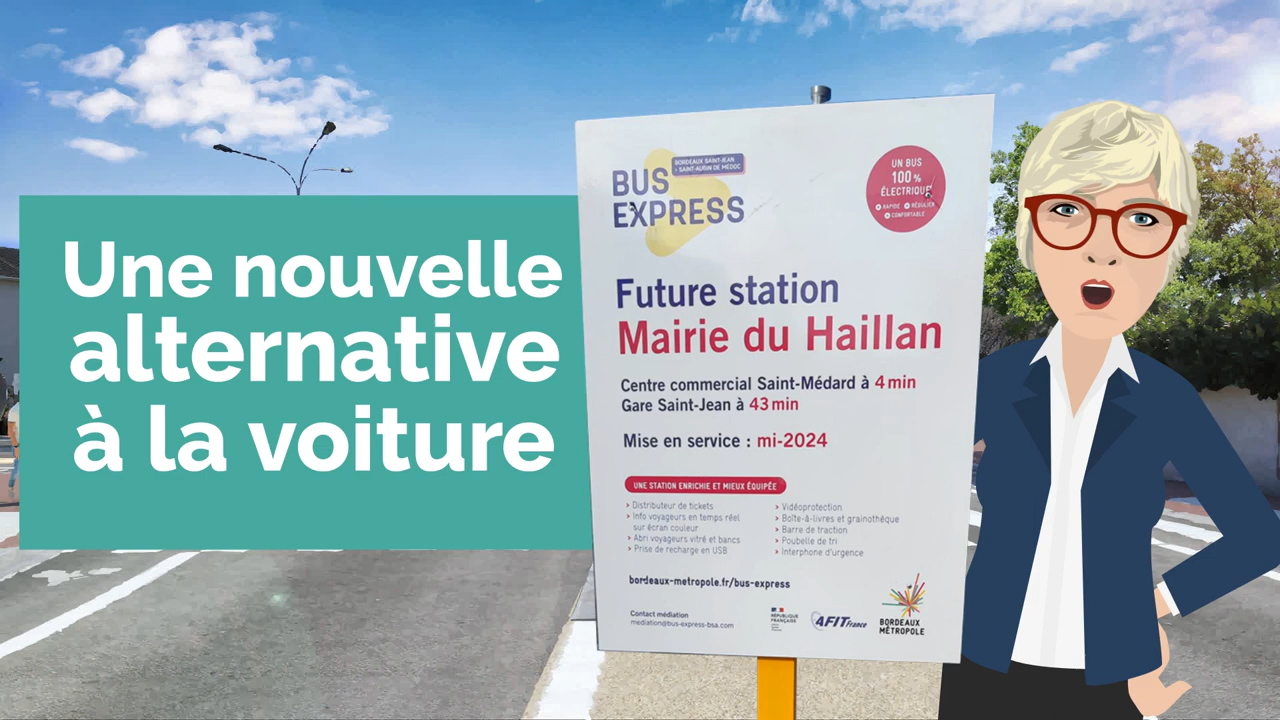 Une nouvelle
alternative
à la voiture
BUS
EXPRESS
BORDEAUX SAINT-JEAN
SAINT-AUBIN DE MÉDOC
UN BUS
100 %
ÉLECTRIQUE
RAPIDE RÉGULIER
CONFORTABLE
Future station
Mairie du Haillan
Centre commercial Saint-Médard à 4 min
Gare Saint-Jean à 43 min
Mise en service : mi-2024
UNE STATION ENRICHIE ET MIEUX ÉQUIPÉE
› Distributeur de tickets
› Info voyageurs en temps réel
sur écran couleur
› Abri voyageurs vitré et bancs
› Prise de recharge en USB
› Vidéoprotection
› Boîte-à-livres et grainothèque
› Barre de traction
› Poubelle de tri
› Interphone d'urgence
bordeaux-metropole.fr/bus-express
Contact médiation
mediation@bus-express-bsa.com
RÉPUBLIQUE
FRANÇAISE
AFIT France
BORDEAUX
MÉTROPOLE